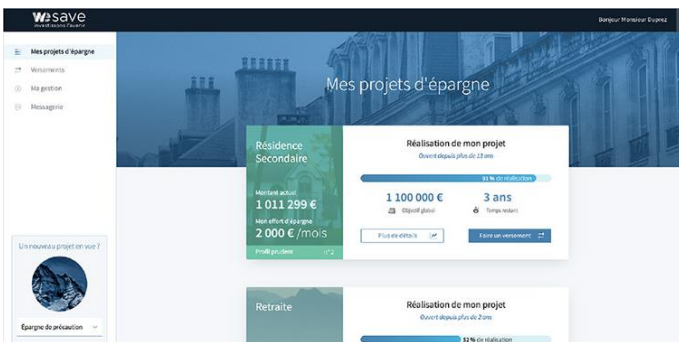 Wesave
Investissons l'avenir
Bonjour Monsieur Duprez
Mes projets d'épargne
Versements
Ma gestion
Messagerie
Mes projets d'épargne
Résidence
Secondaire
Montant actuel
1 011 299 €
Mon effort d'épargne
2 000 € /mois
Profil prudent n°2
Réalisation de mon projet
Ouvert depuis plus de 13 ans
91 % de réalisation
1 100 000 € 3 ans
Objectif global Temps restant
Plus de détails Faire un versement
Un nouveau projet en vue ?
Épargne de précaution
Retraite
Réalisation de mon projet
Ouvert depuis plus de 2 ans
52 % de réalisation